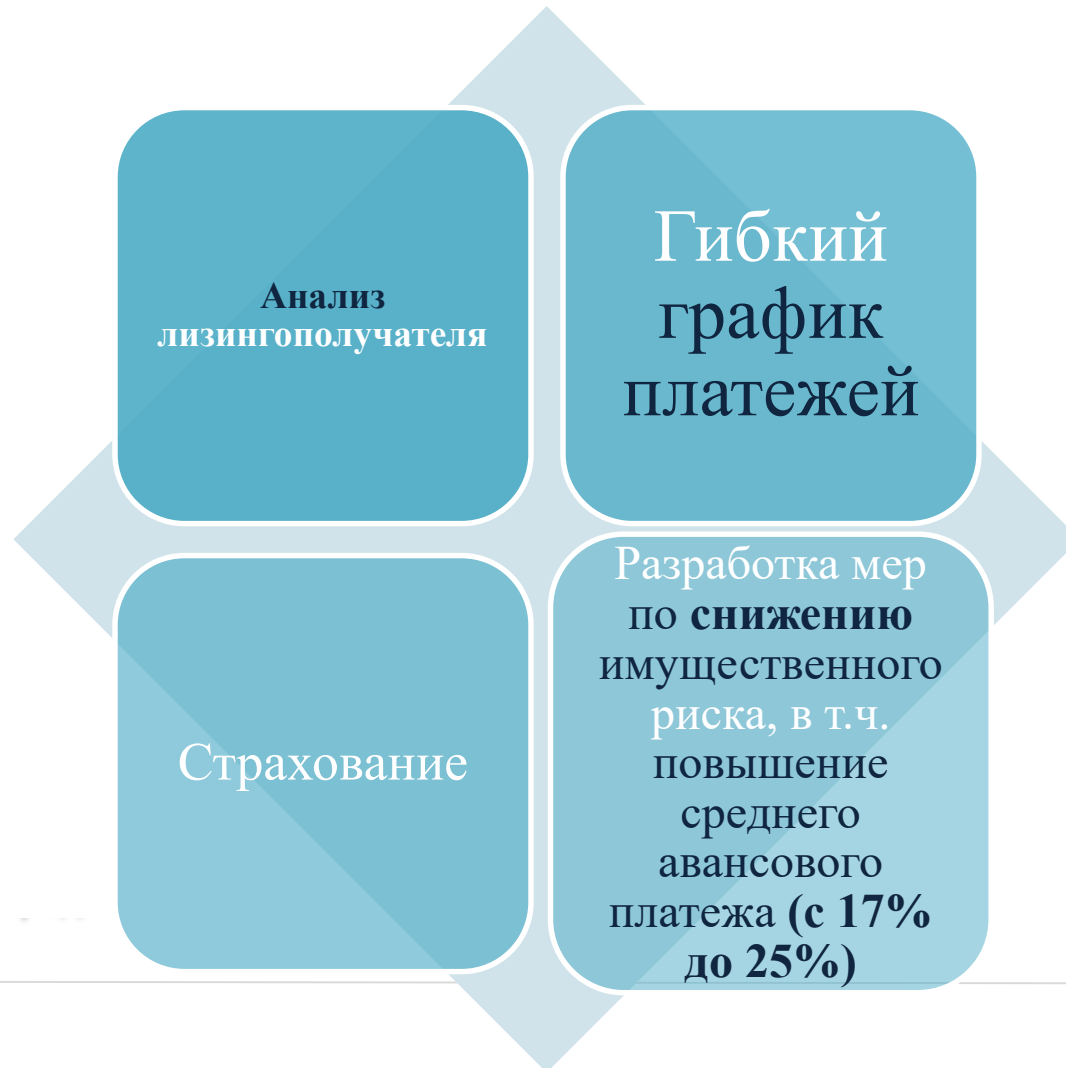 Анализ
лизингополучателя
Гибкий
график
платежей
Страхование
Разработка мер
по снижению
имущественного
риска, в т.ч.
повышение
среднего
авансового
платежа (с 17%
до 25%)